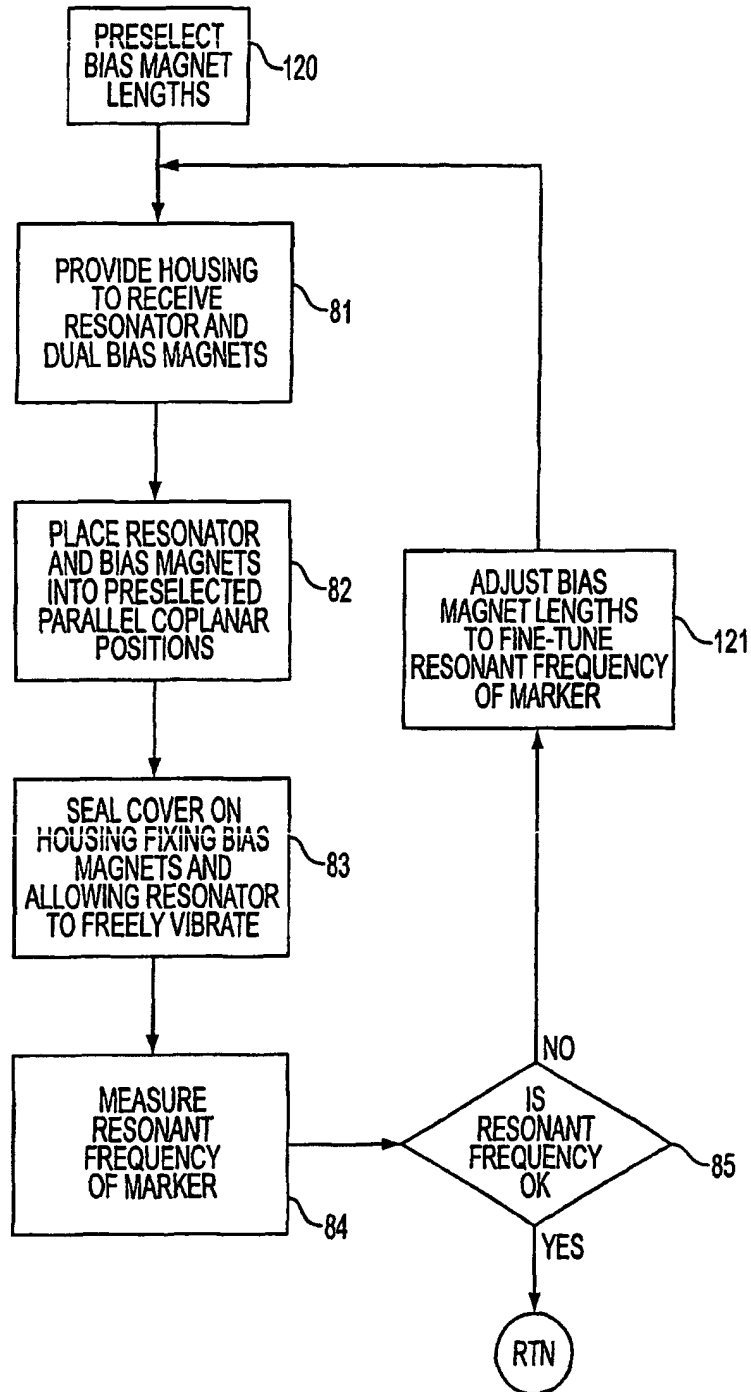 PRESELECT
BIAS MAGNET
LENGTHS
120
PROVIDE HOUSING
TO RECEIVE
RESONATOR AND
DUAL BIAS MAGNETS
81
PLACE RESONATOR
AND BIAS MAGNETS
INTO PRESELECTED
PARALLEL COPLANAR
POSITIONS
82
SEAL COVER ON
HOUSING FIXING BIAS
MAGNETS AND
ALLOWING RESONATOR
TO FREELY VIBRATE
83
MEASURE
RESONANT
FREQUENCY
OF MARKER
84
IS
RESONANT
FREQUENCY
OK
85
NO
YES
ADJUST BIAS
MAGNET LENGTHS
TO FINE-TUNE
RESONANT FREQUENCY
OF MARKER
121
RTN